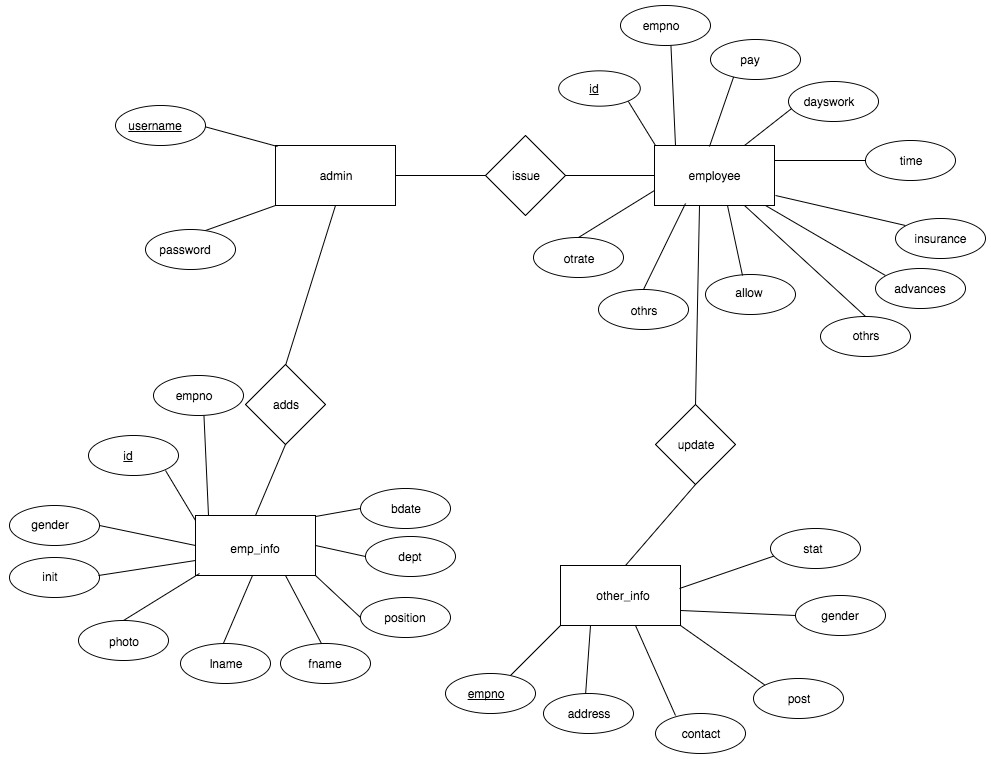 empno
pay
id
dayswork
username
time
admin
issue
employee
insurance
password
otrate
advances
allow
othrs
othrs
empno
adds
update
id
bdate
gender
emp_info
dept
stat
init
other_info
gender
position
photo
lname
fname
empno
address
post
contact